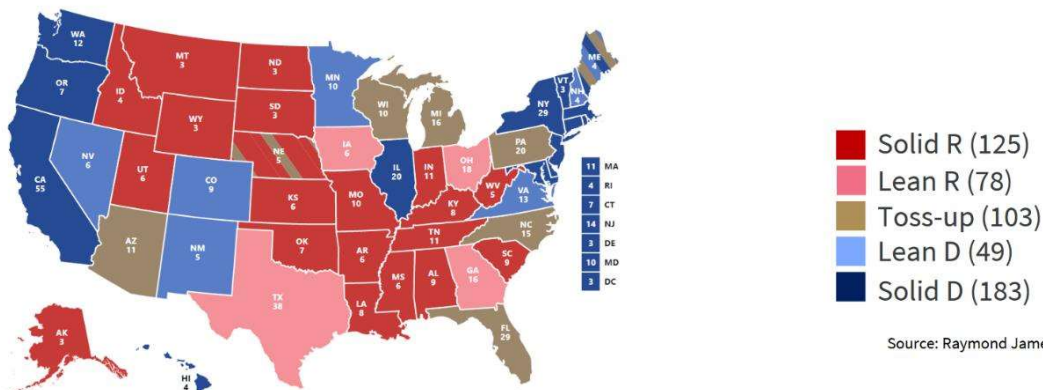 WA
12
OR
7
CA
55
NV
6
ID
4
MT
3
WY
3
UT
6
AZ
11
CO
9
NM
5
ND
3
SD
3
NE
5
KS
6
OK
7
TX
38
MN
10
IA
6
MO
10
AR
6
LA
8
WI
10
IL
20
MI
16
IN
11
OH
18
KY
8
TN
11
MS
6
AL
9
GA
16
FL
29
SC
9
NC
15
VA
13
WV
5
PA
20
NY
29
VT
3
NH
4
ME
4
AK
3
HI
4
11 MA
4 RI
7 CT
14 NJ
3 DE
10 MD
3 DC
Solid R (125)
Lean R (78)
Toss-up (103)
Lean D (49)
Solid D (183)
Source: Raymond Jame